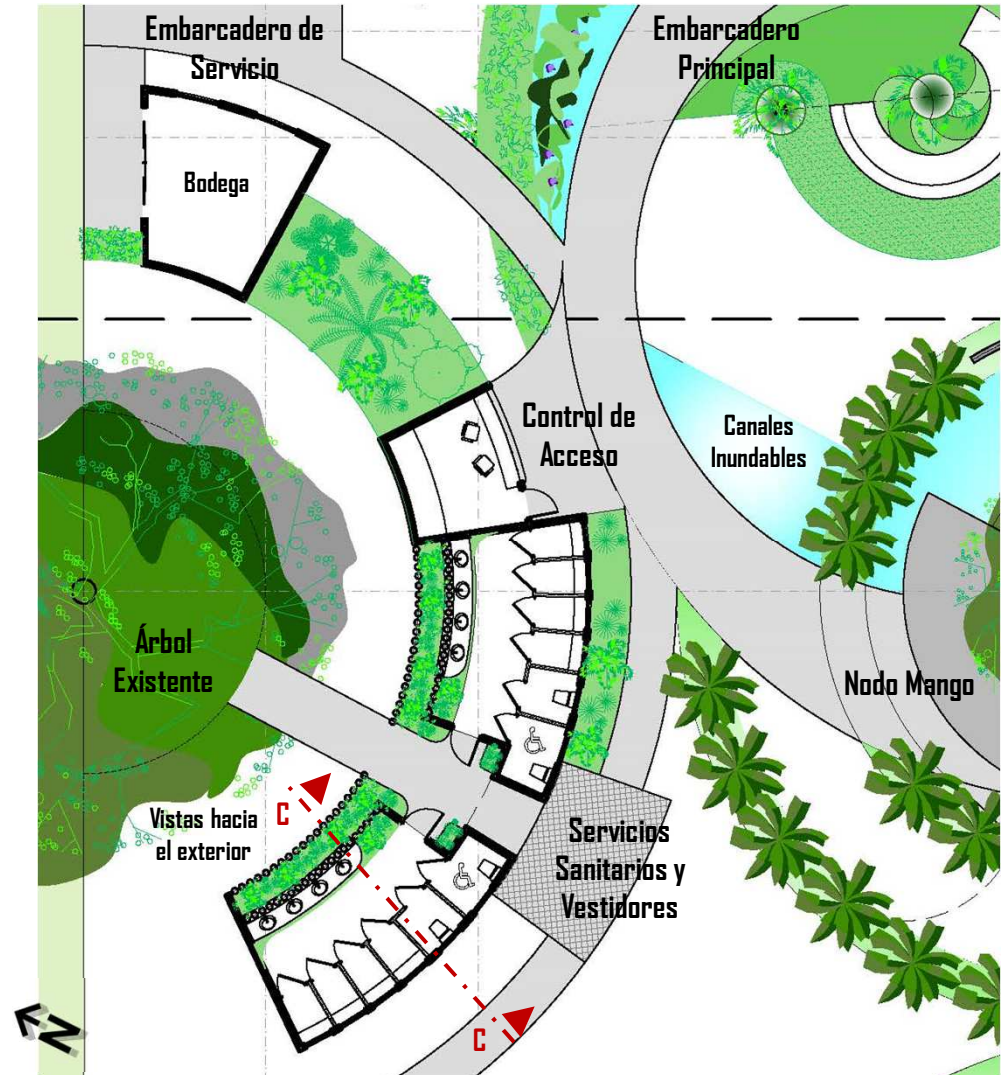 Embarcadero de
Servicio
Embarcadero
Principal
Bodega
Control de
Acceso
Canales
Inundables
Árbol
Existente
Nodo Mango
Vistas hacia
el exterior
C
Servicios
Sanitarios y
Vestidores
C
N